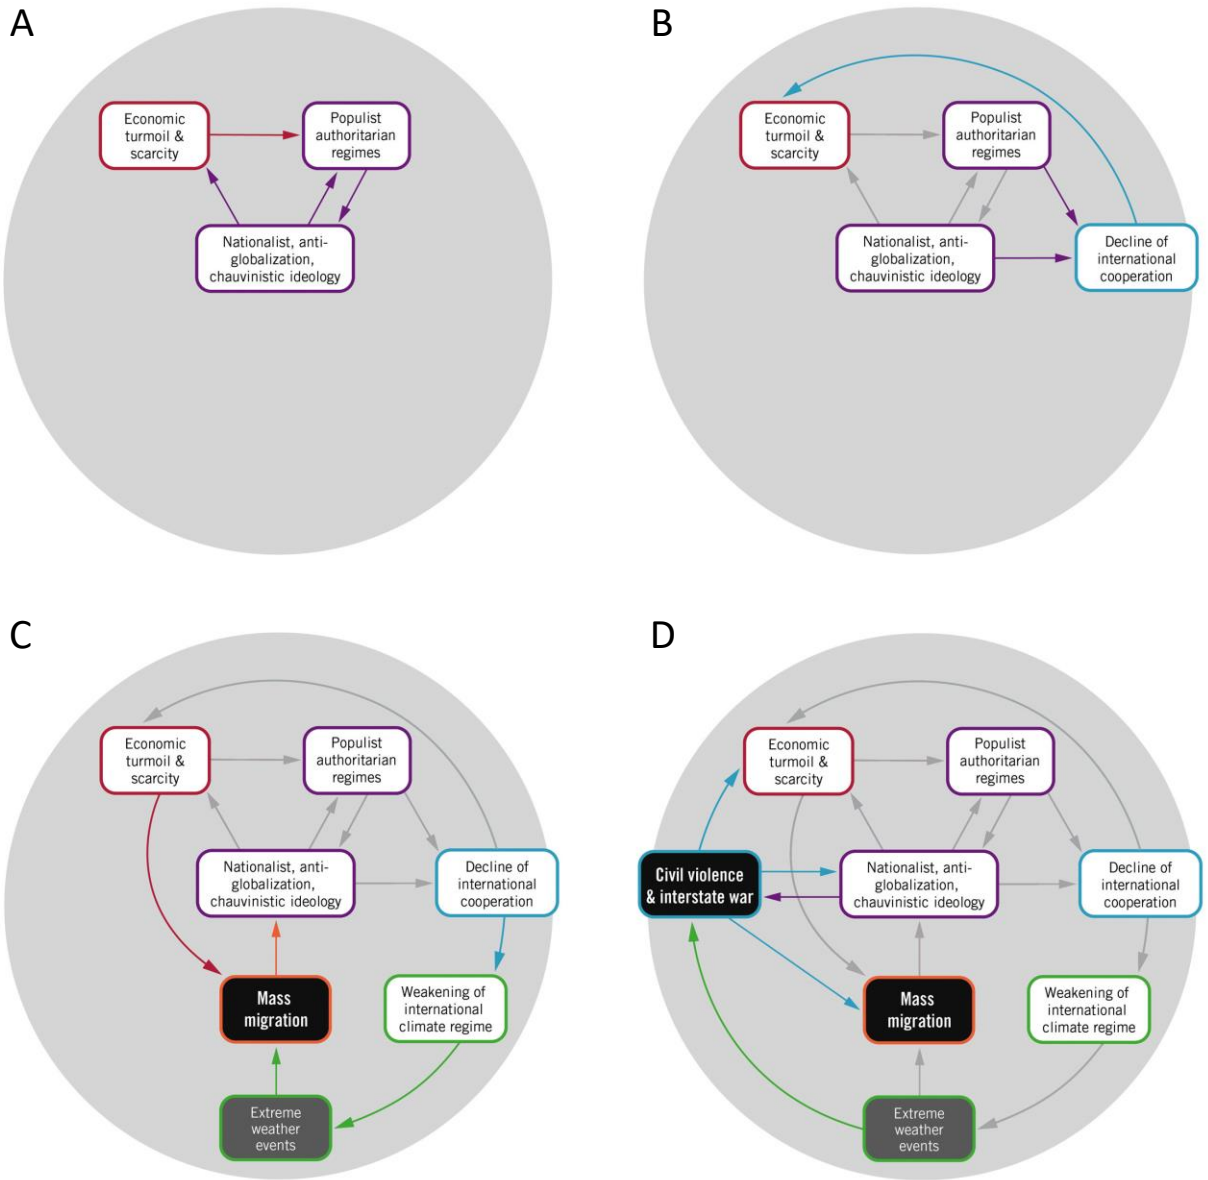 A
Economic
turmoil &
scarcity
Populist
authoritarian
regimes
Nationalist, anti-
globalization,
chauvinistic ideology
B
Economic
turmoil &
scarcity
Populist
authoritarian
regimes
Nationalist, anti-
globalization,
chauvinistic ideology
Decline of
international
cooperation
C
Economic
turmoil &
scarcity
Populist
authoritarian
regimes
Nationalist, anti-
globalization,
chauvinistic ideology
Decline of
international
cooperation
Mass
migration
Weakening of
international
climate regime
Extreme
weather
events
D
Economic
turmoil &
scarcity
Populist
authoritarian
regimes
Civil violence
& interstate war
Nationalist, anti-
globalization,
chauvinistic ideology
Decline of
international
cooperation
Mass
migration
Weakening of
international
climate regime
Extreme
weather
events